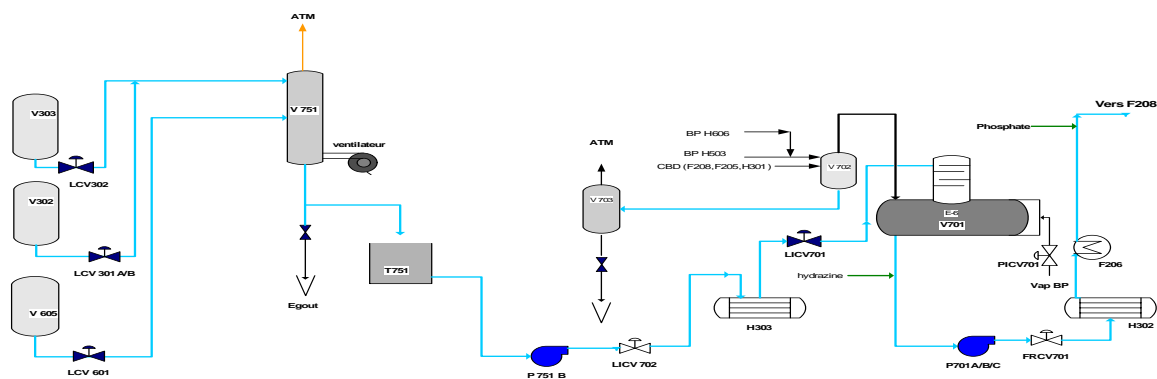 ATM
V303
V 751
LCV302
ventilateur
V302
LCV 301 A/B
V 605
LCV 601
T751
Egout
P 751 B
LICV 702
ATM
V 703
BP H606
BP H503
CBD (F208,F205,H301)
V 702
LICV701
H303
hydrazine
E-6
V701
PICV701
Vap BP
P701A/B/C
FRCV701
H302
F206
Phosphate
Vers F208